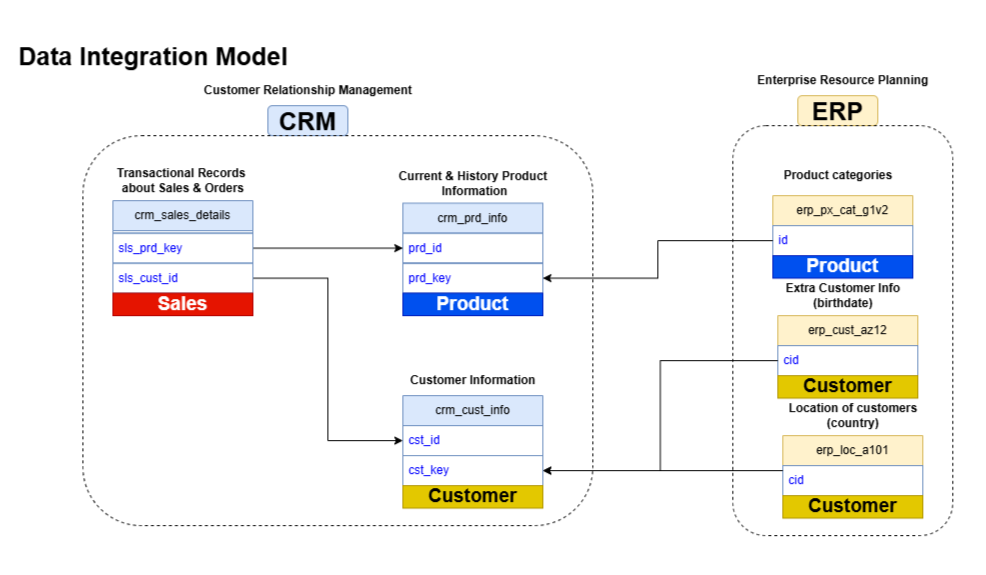 Data Integration Model
Customer Relationship Management
CRM
Enterprise Resource Planning
ERP
Transactional Records
about Sales & Orders
crm_sales_details
sls_prd_key
sls_cust_id
Sales
Current & History Product
Information
crm_prd_info
prd_id
prd_key
Product
Customer Information
crm_cust_info
cst_id
cst_key
Customer
Product categories
erp_px_cat_g1v2
id
Product
Extra Customer Info
(birthdate)
erp_cust_az12
cid
Customer
Location of customers
(country)
erp_loc_a101
cid
Customer